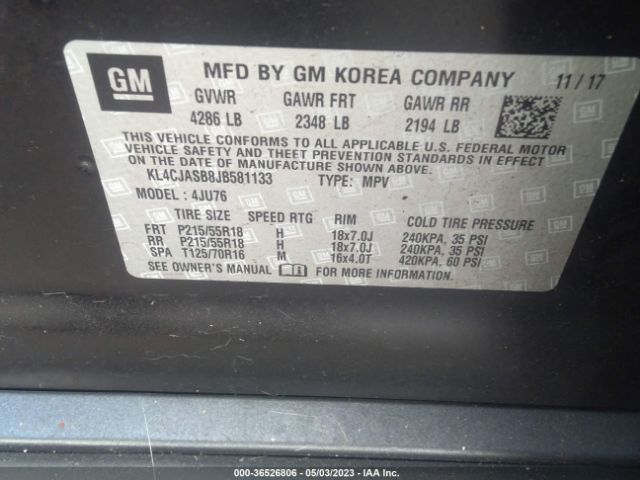 GM
MFD BY GM KOREA COMPANY 11/17
GVWR GAWR FRT GAWR RR
4286 LB 2348 LB 2194 LB
THIS VEHICLE CONFORMS TO ALL APPLICABLE U.S. FEDERAL MOTOR
VEHICLE SAFETY AND THEFT PREVENTION STANDARDS IN EFFECT
ON THE DATE OF MANUFACTURE SHOWN ABOVE.
KL4CJASB8JB581133 TYPE: MPV
MODEL: 4JU76
TIRE SIZE SPEED RTG RIM COLD TIRE PRESSURE
FRT P215/55R18 H 18x7.0J 240KPA, 35 PSI
RR P215/55R18 H 18x7.0J 240KPA, 35 PSI
SPA T125/70R16 M 16x4.0T 420KPA, 60 PSI
SEE OWNER'S MANUAL FOR MORE INFORMATION.
000-36526806 - 05/03/2023 - IAA Inc.